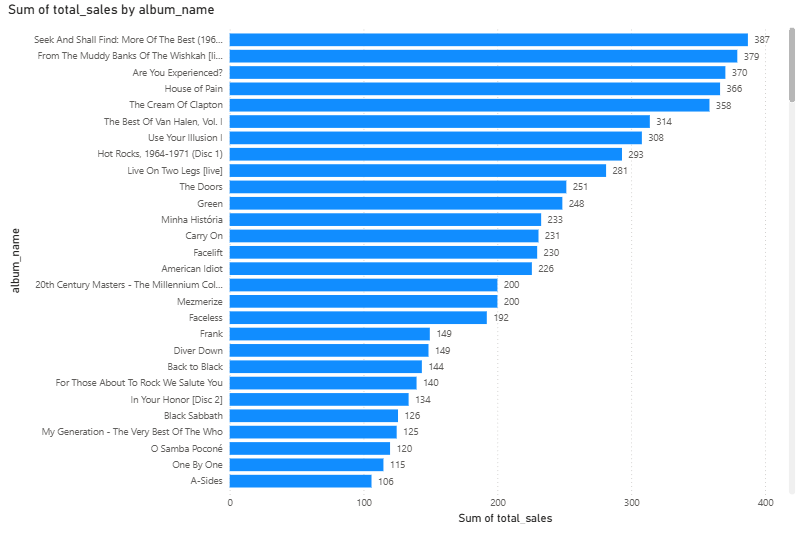 Sum of total_sales by album_name
album_name
Seek And Shall Find: More Of The Best (196... 387
From The Muddy Banks Of The Wishkah [li... 379
Are You Experienced? 370
House of Pain 366
The Cream Of Clapton 358
The Best Of Van Halen, Vol. I 314
Use Your Illusion I 308
Hot Rocks, 1964-1971 (Disc 1) 293
Live On Two Legs [live] 281
The Doors 251
Green 248
Minha História 233
Carry On 231
Facelift 230
American Idiot 226
20th Century Masters - The Millennium Col... 200
Mezmerize 200
Faceless 192
Frank 149
Diver Down 149
Back to Black 144
For Those About To Rock We Salute You 140
In Your Honor [Disc 2] 134
Black Sabbath 126
My Generation - The Very Best Of The Who 125
O Samba Poconé 120
One By One 115
A-Sides 106
0 100 200 300 400
Sum of total_sales